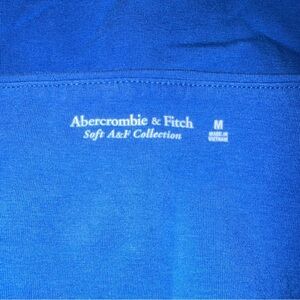 Abercrombie & Fitch
Soft A&F Collection
M
MADE IN
VIETNAM